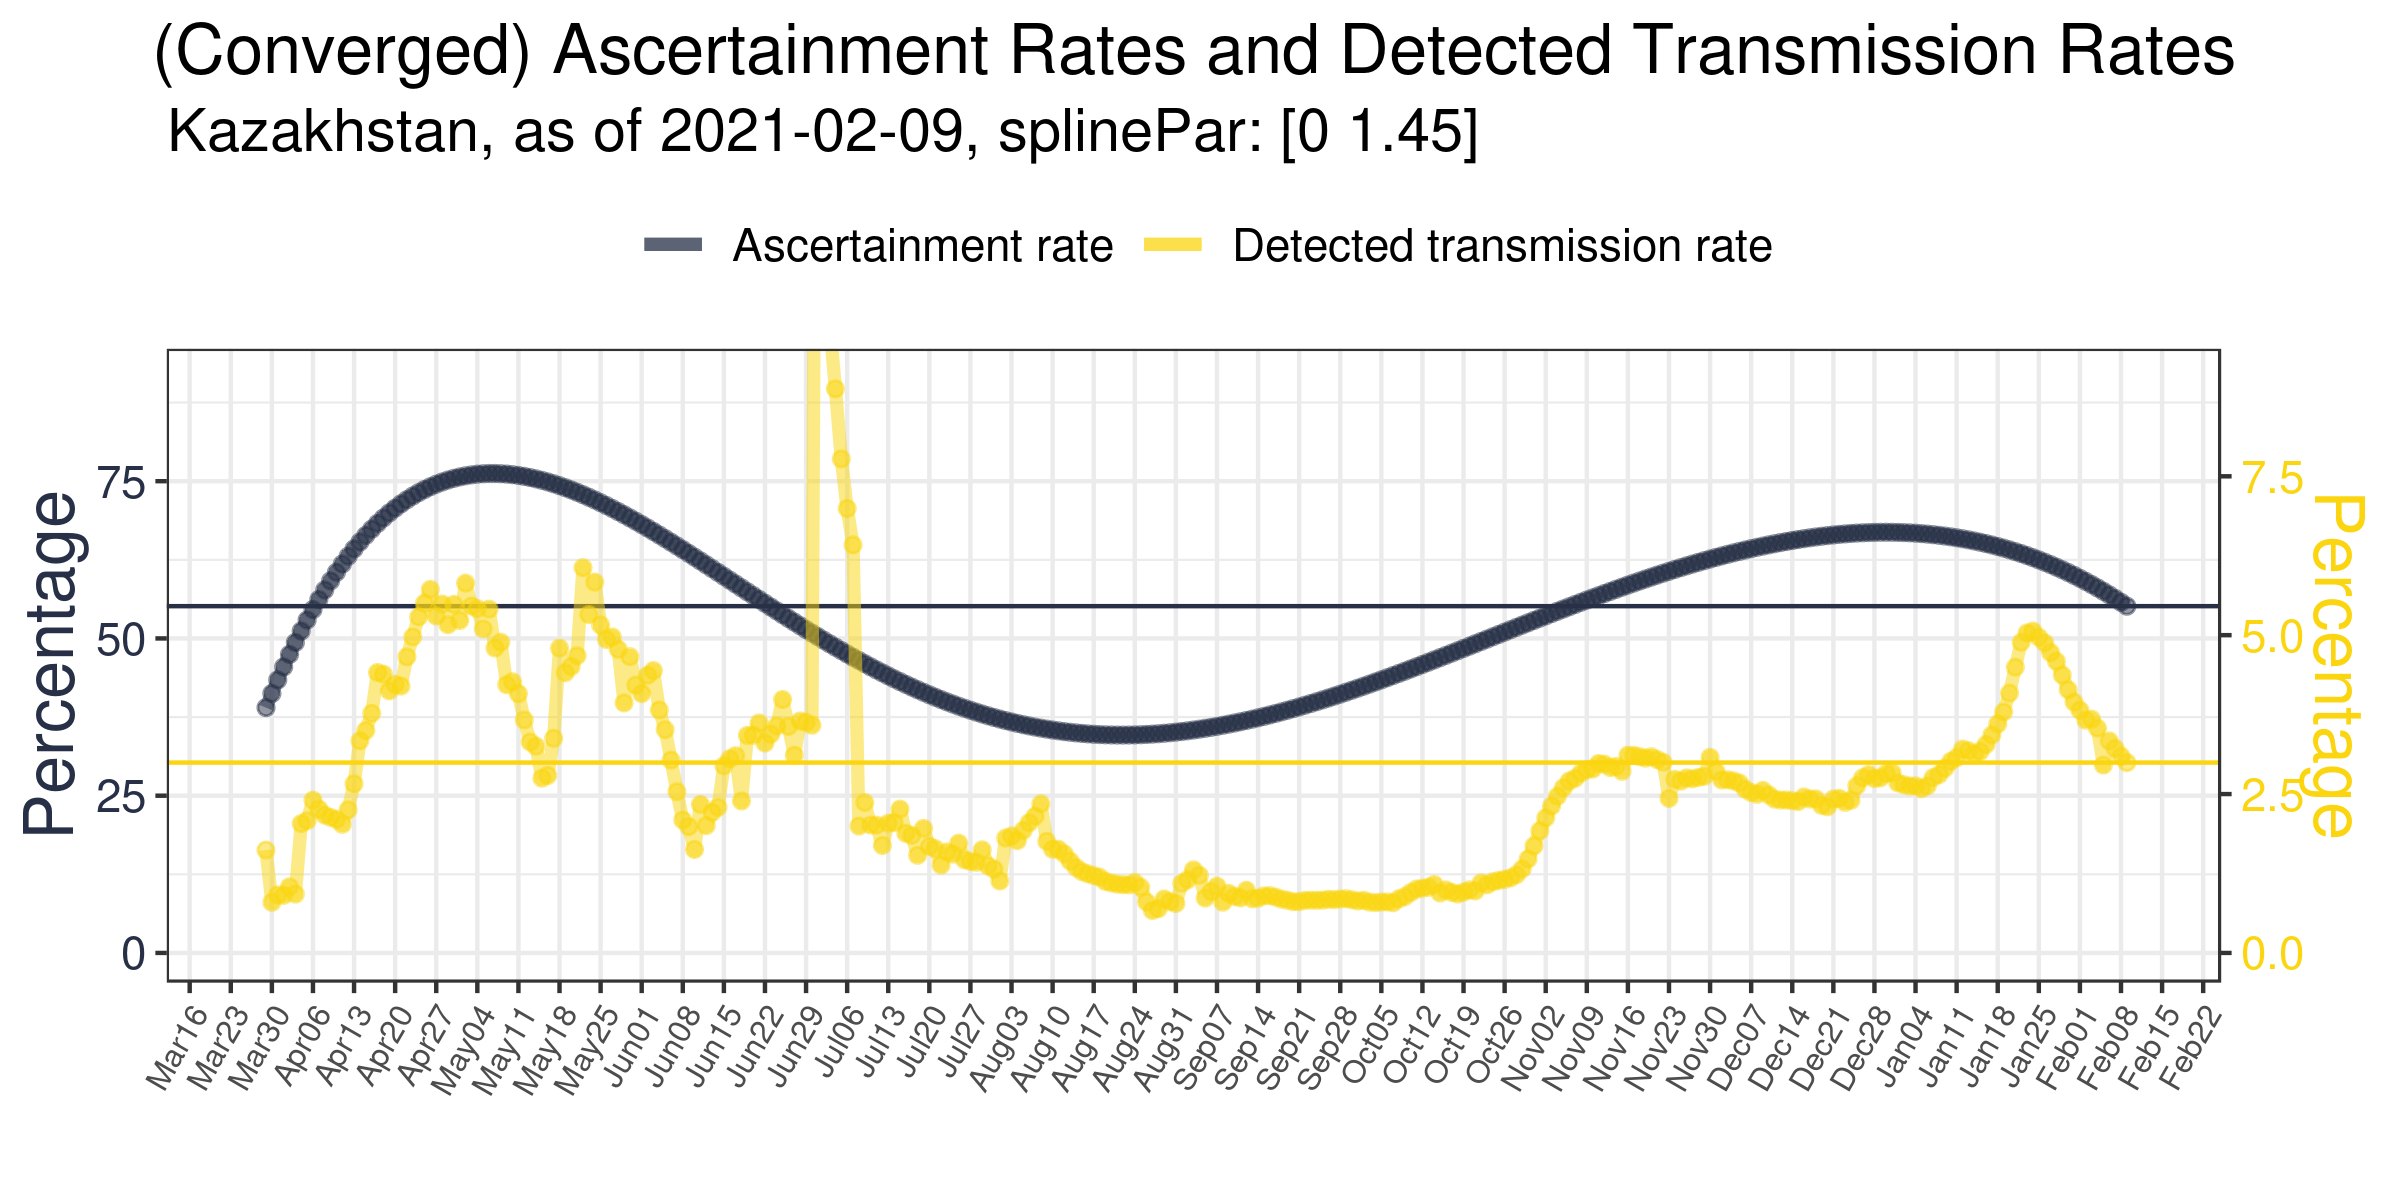 (Converged) Ascertainment Rates and Detected Transmission Rates
Kazakhstan, as of 2021-02-09, splinePar: [0 1.45]
Ascertainment rate Detected transmission rate
Percentage
75
50
25
0
7.5
5.0
2.5
0.0
Percentage
Mar16 Mar23 Mar30 Apr06 Apr13 Apr20 Apr27 May04 May11 May18 May25 Jun01 Jun08 Jun15 Jun22 Jun29 Jul06 Jul13 Jul20 Jul27 Aug03 Aug10 Aug17 Aug24 Aug31 Sep07 Sep14 Sep21 Sep28 Oct05 Oct12 Oct19 Oct26 Nov02 Nov09 Nov16 Nov23 Nov30 Dec07 Dec14 Dec21 Dec28 Jan04 Jan11 Jan18 Jan25 Feb01 Feb08 Feb15 Feb22